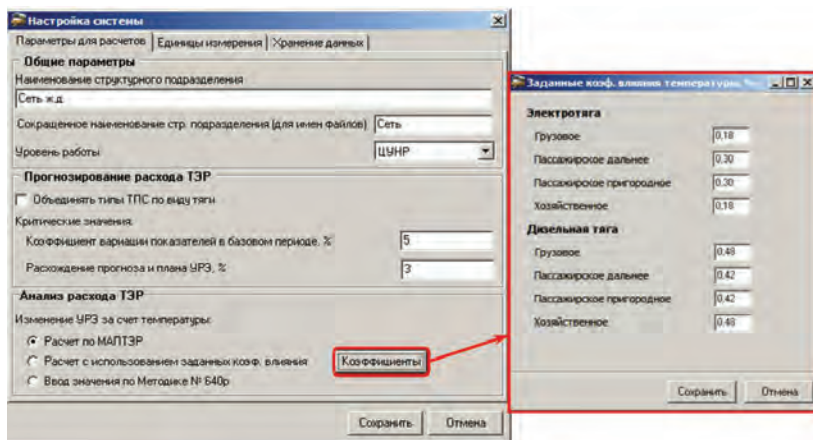 Настройка системы
Параметры для расчетов Единицы измерения Хранение данных
Общие параметры
Наименование структурного подразделения
Сеть ж.д.
Сокращенное наименование стр. подразделения (для имен файлов) Сеть
Уровень работы ЦУНР
Прогнозирование расхода ТЭР
Объединять типы ТПС по виду тяги
Критические значения:
Коэффициент вариации показателей в базовом периоде, % 5
Расхождение прогноза и плана УРЭ, % 3
Анализ расхода ТЭР
Изменение УРЭ за счет температуры:
Расчет по МАПТЭР
Расчет с использованием заданных коэф. влияния Коэффициенты
Ввод значения по Методике № 640р
Сохранить Отмена
Заданные коэф. влияния температуры,
Электротяга
Грузовое 0,18
Пассажирское дальнее 0,30
Пассажирское пригородное 0,30
Хозяйственное 0,18
Дизельная тяга
Грузовое 0,48
Пассажирское дальнее 0,42
Пассажирское пригородное 0,42
Хозяйственное 0,48
Сохранить Отмена